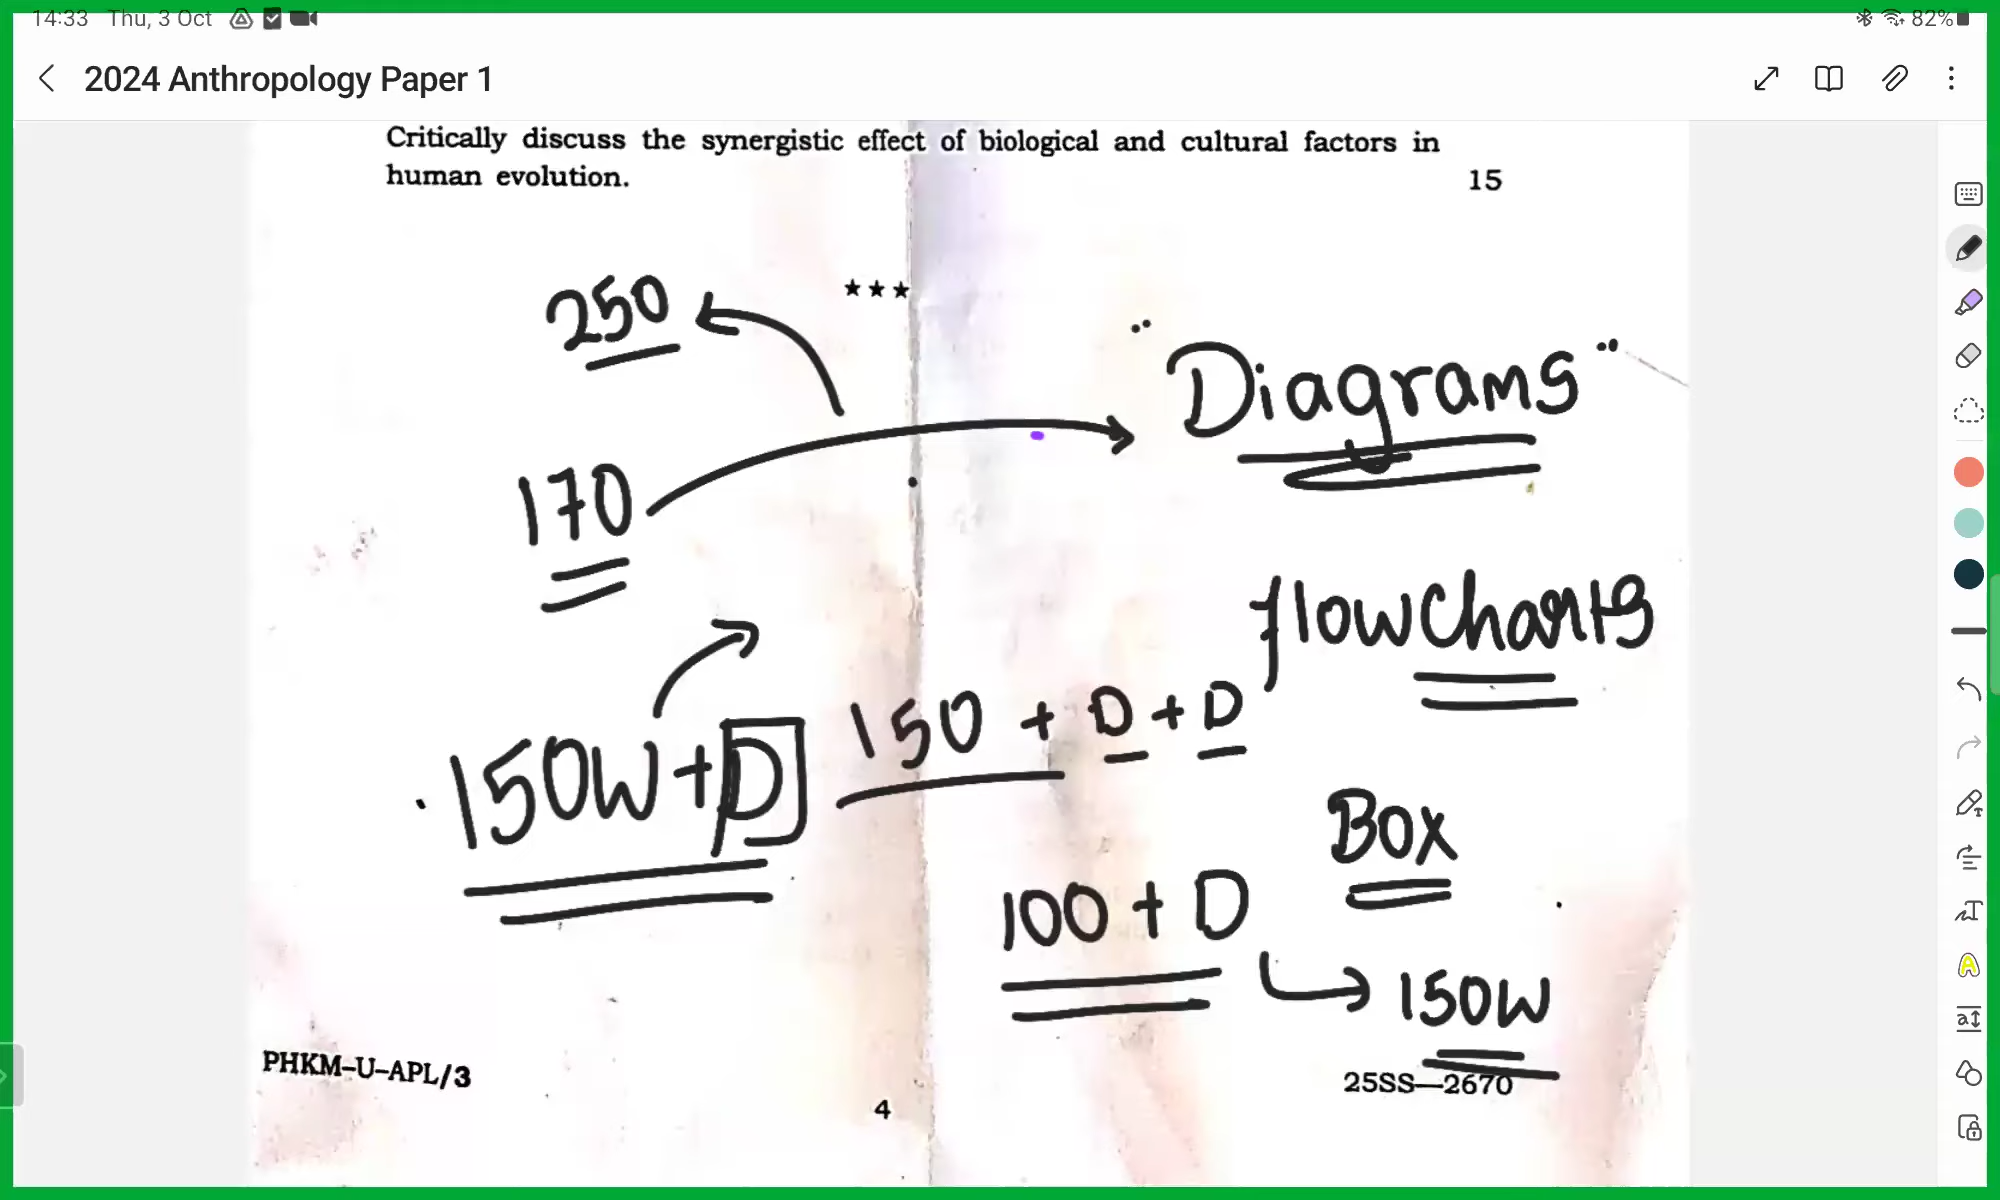 14:33 Thu, 3 Oct 82%
2024 Anthropology Paper 1
Critically discuss the synergistic effect of biological and cultural factors in
human evolution. 15
★★★
250
"Diagrams"
170
flowcharts
150W+D 150 + D + D
Box
100 + D
150W
PHKM-U-APL/3
25SS—2670
4